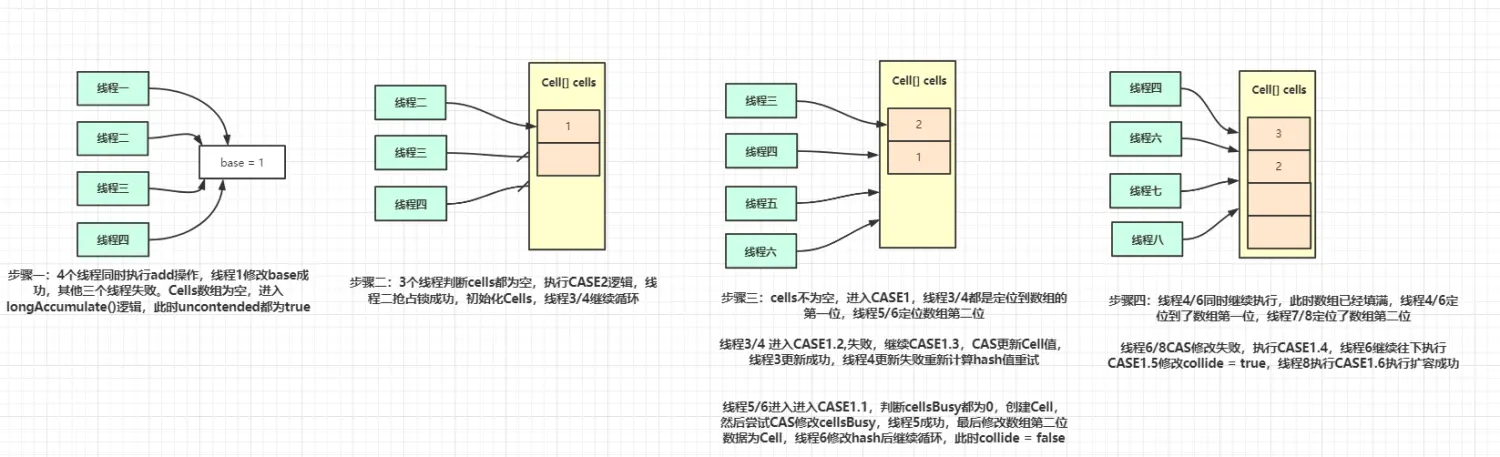 线程一
线程二
线程三
线程四
base = 1
步骤一：4个线程同时执行add操作，线程1修改base成
功，其他三个线程失败。Cells数组为空，进入
longAccumulate()逻辑，此时uncontended都为true
线程二
线程三
线程四
Cell[] cells
1
步骤二：3个线程判断cells都为空，执行CASE2逻辑，线
程二抢占锁成功，初始化Cells，线程3/4继续循环
线程三
线程四
线程五
线程六
Cell[] cells
2
1
步骤三：cells不为空，进入CASE1，线程3/4都是定位到数组的
第一位，线程5/6定位数组第二位
线程3/4 进入CASE1.2,失败，继续CASE1.3，CAS更新Cell值，
线程3更新成功，线程4更新失败重新计算hash值重试
线程5/6进入进入CASE1.1，判断cellsBusy都为0，创建Cell，
然后尝试CAS修改cellsBusy，线程5成功，最后修改数组第二位
数据为Cell，线程6修改hash后继续循环，此时collide = false
线程四
线程六
线程七
线程八
Cell[] cells
3
2
步骤四：线程4/6同时继续执行，此时数组已经填满，线程4/6定
位到了数组第一位，线程7/8定位了数组第二位
线程6/8CAS修改失败，执行CASE1.4，线程6继续往下执行
CASE1.5修改collide = true，线程8执行CASE1.6执行扩容成功